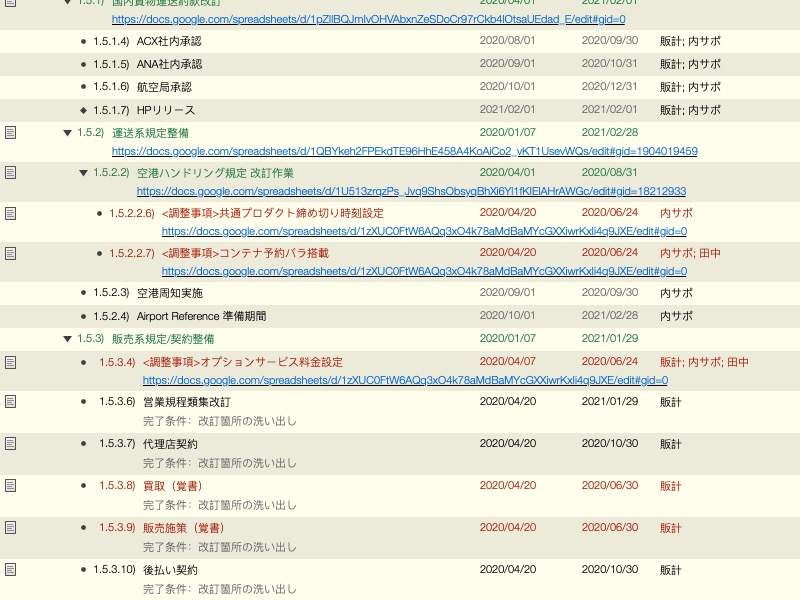 1.5.1) 国内貨物運送約款改訂 2020/04/01 2021/02/01
https://docs.google.com/spreadsheets/d/1pZllBQJmIvOHVAbxnZeSDoCr97rCkb4lOtsaUEdad_E/edit#gid=0
1.5.1.4) ACX社内承認 2020/08/01 2020/09/30 販計; 内サポ
1.5.1.5) ANA社内承認 2020/09/01 2020/10/31 販計; 内サポ
1.5.1.6) 航空局承認 2020/10/01 2020/12/31 販計; 内サポ
1.5.1.7) HPリリース 2021/02/01 2021/02/01 販計; 内サポ
1.5.2) 運送系規定整備 2020/01/07 2021/02/28
https://docs.google.com/spreadsheets/d/1QBYkeh2FPEkdTE96HhE458A4KoAiCo2_yKT1UsevWQs/edit#gid=1904019459
1.5.2.2) 空港ハンドリング規定 改訂作業 2020/04/01 2020/08/31
https://docs.google.com/spreadsheets/d/1U513zrqzPs_Jvq9ShsObsyqBhXi6Yl1fKlElAHrAWGc/edit#gid=18212933
1.5.2.2.6) <調整事項>共通プロダクト締め切り時刻設定 2020/04/20 2020/06/24 内サポ
https://docs.google.com/spreadsheets/d/1zXUC0FtW6AQq3xO4k78aMdBaMYcGXXiwrKxli4q9JXE/edit#gid=0
1.5.2.2.7) <調整事項>コンテナ予約バラ搭載 2020/04/20 2020/06/24 内サポ; 田中
https://docs.google.com/spreadsheets/d/1zXUC0FtW6AQq3xO4k78aMdBaMYcGXXiwrKxli4q9JXE/edit#gid=0
1.5.2.3) 空港周知実施 2020/09/01 2020/09/30 内サポ
1.5.2.4) Airport Reference 準備期間 2020/10/01 2021/02/28 内サポ
1.5.3) 販売系規定/契約整備 2020/01/07 2021/01/29
1.5.3.4) <調整事項>オプションサービス料金設定 2020/04/07 2020/06/24 販計; 内サポ; 田中
https://docs.google.com/spreadsheets/d/1zXUC0FtW6AQq3xO4k78aMdBaMYcGXXiwrKxli4q9JXE/edit#gid=0
1.5.3.6) 営業規程類集改訂 2020/04/20 2021/01/29 販計
完了条件: 改訂箇所の洗い出し
1.5.3.7) 代理店契約 2020/04/20 2020/10/30 販計
完了条件: 改訂箇所の洗い出し
1.5.3.8) 買取（覚書） 2020/04/20 2020/06/30 販計
完了条件: 改訂箇所の洗い出し
1.5.3.9) 販売施策（覚書） 2020/04/20 2020/06/30 販計
完了条件: 改訂箇所の洗い出し
1.5.3.10) 後払い契約 2020/04/20 2020/10/30 販計
完了条件: 改訂箇所の洗い出し